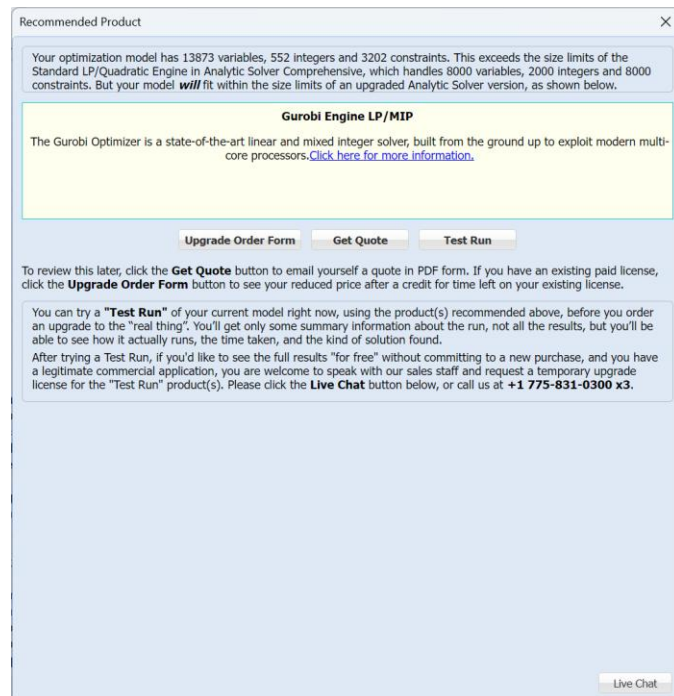 Recommended Product
Your optimization model has 13873 variables, 552 integers and 3202 constraints. This exceeds the size limits of the
Standard LP/Quadratic Engine in Analytic Solver Comprehensive, which handles 8000 variables, 2000 integers and 8000
constraints. But your model will fit within the size limits of an upgraded Analytic Solver version, as shown below.
Gurobi Engine LP/MIP
The Gurobi Optimizer is a state-of-the-art linear and mixed integer solver, built from the ground up to exploit modern multi-
core processors.Click here for more information.
Upgrade Order Form Get Quote Test Run
To review this later, click the Get Quote button to email yourself a quote in PDF form. If you have an existing paid license,
click the Upgrade Order Form button to see your reduced price after a credit for time left on your existing license.
You can try a "Test Run" of your current model right now, using the product(s) recommended above, before you order
an upgrade to the "real thing". You'll get only some summary information about the run, not all the results, but you'll be
able to see how it actually runs, the time taken, and the kind of solution found.
After trying a Test Run, if you'd like to see the full results "for free" without committing to a new purchase, and you have
a legitimate commercial application, you are welcome to speak with our sales staff and request a temporary upgrade
license for the "Test Run" product(s). Please click the Live Chat button below, or call us at +1 775-831-0300 x3.
Live Chat